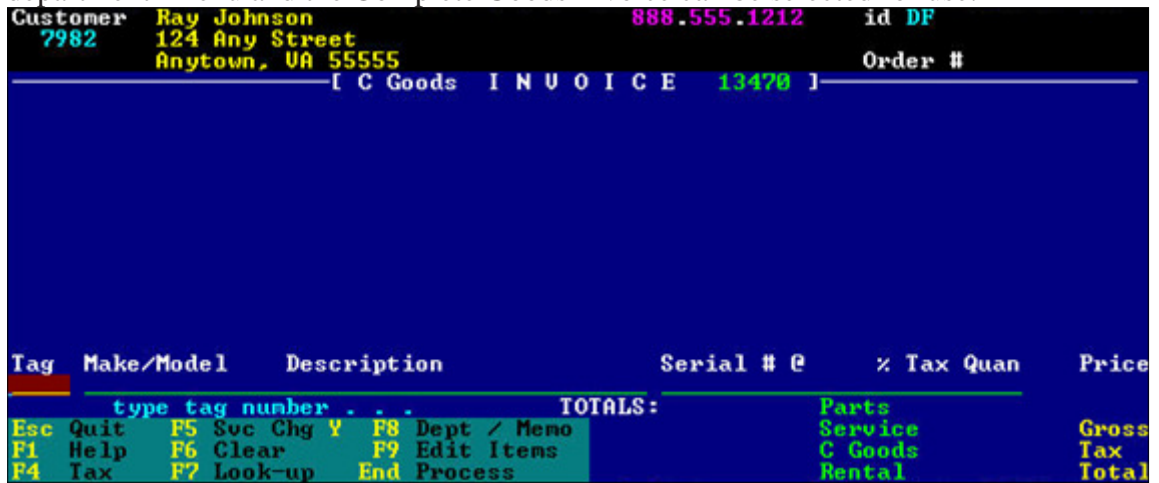 Customer Ray Johnson 888.555.1212 id DF
7982 124 Any Street
Anytown, VA 55555 Order #
[ C Goods I N V O I C E 13470 ]
Tag Make/Model Description Serial # @ % Tax Quan Price
type tag number . . . TOTALS: Parts
Esc Quit F5 Svc Chg Y F8 Dept / Memo Service Gross
F1 Help F6 Clear F9 Edit Items C Goods Tax
F4 Tax F7 Look-up End Process Rental Total